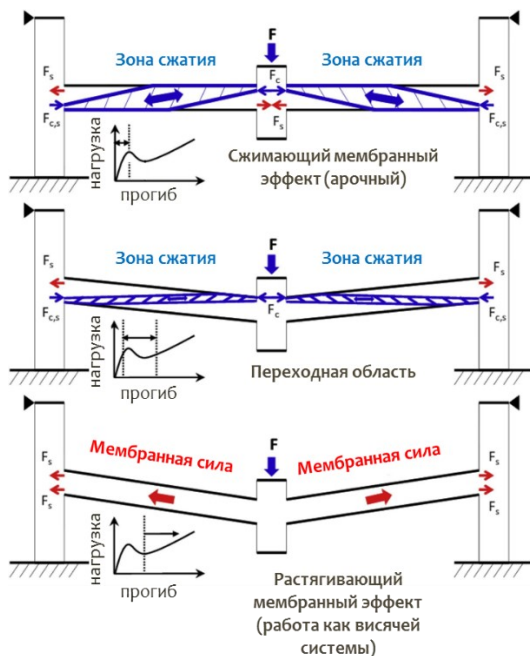 Зона сжатия
F
Зона сжатия
Fs
Fc
Fs
Fc,s
Fs
Fc,s
нагрузка
прогиб
Сжимающий мембранный
эффект (арочный)
F
Зона сжатия
Зона сжатия
Fs
Fs
Fc,s
Fc
Fc,s
нагрузка
прогиб
Переходная область
Мембранная сила
F
Мембранная сила
Fs
Fs
Fs
Fs
нагрузка
прогиб
Растягивающий
мембранный эффект
(работа как висячей
системы)